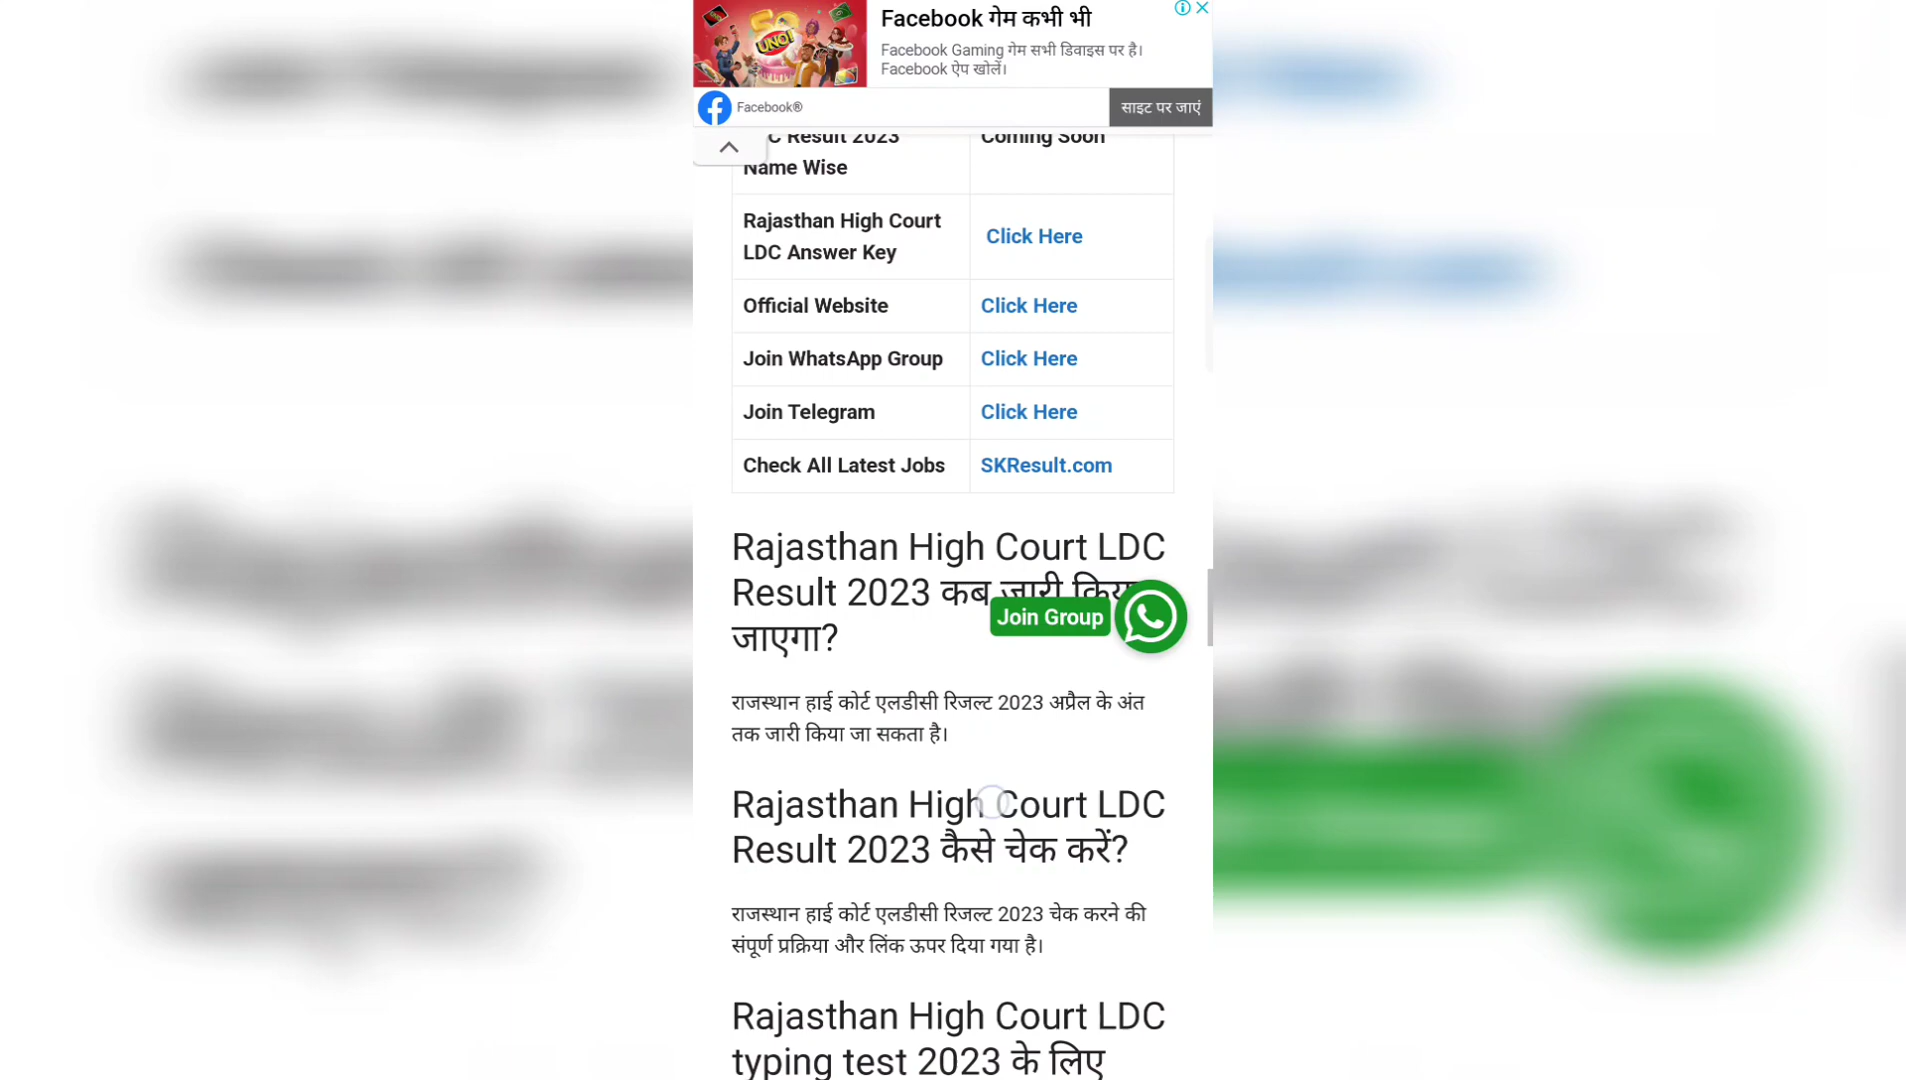 UNO!
Facebook गेम कभी भी
Facebook Gaming गेम सभी डिवाइस पर है।
Facebook ऐप खोलें।
Facebook®
साइट पर जाएं
C Result 2023
Name Wise
Coming Soon
Rajasthan High Court
LDC Answer Key
Click Here
Official Website
Click Here
Join WhatsApp Group
Click Here
Join Telegram
Click Here
Check All Latest Jobs
SKResult.com
Rajasthan High Court LDC
Result 2023 कब जारी किया
जाएगा?
Join Group
राजस्थान हाई कोर्ट एलडीसी रिजल्ट 2023 अप्रैल के अंत
तक जारी किया जा सकता है।
Rajasthan High Court LDC
Result 2023 कैसे चेक करें?
राजस्थान हाई कोर्ट एलडीसी रिजल्ट 2023 चेक करने की
संपूर्ण प्रक्रिया और लिंक ऊपर दिया गया है।
Rajasthan High Court LDC
typing test 2023 के लिए